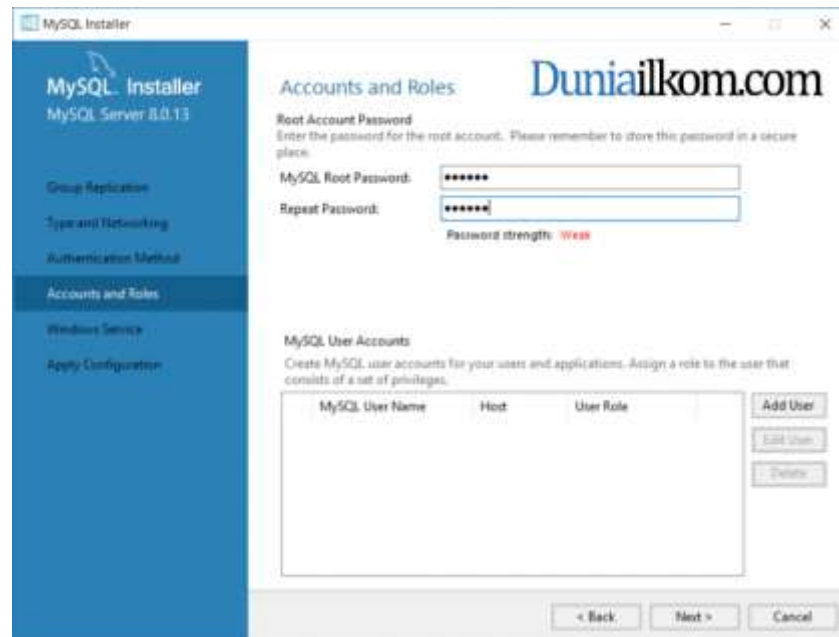 MySQL Installer
MySQL. Installer
MySQL Server 8.0.13
Group Replication
Type and Networking
Authentication Method
Accounts and Roles
Windows Service
Apply Configuration
Accounts and Roles
Duniailkom.com
Root Account Password
Enter the password for the root account. Please remember to store this password in a secure
place.
MySQL Root Password:
••••••
Repeat Password:
••••••
Password strength: Weak
MySQL User Accounts
Create MySQL user accounts for your users and applications. Assign a role to the user that
consists of a set of privileges.
MySQL User Name Host User Role
Add User
Edit User
Delete
< Back Next > Cancel